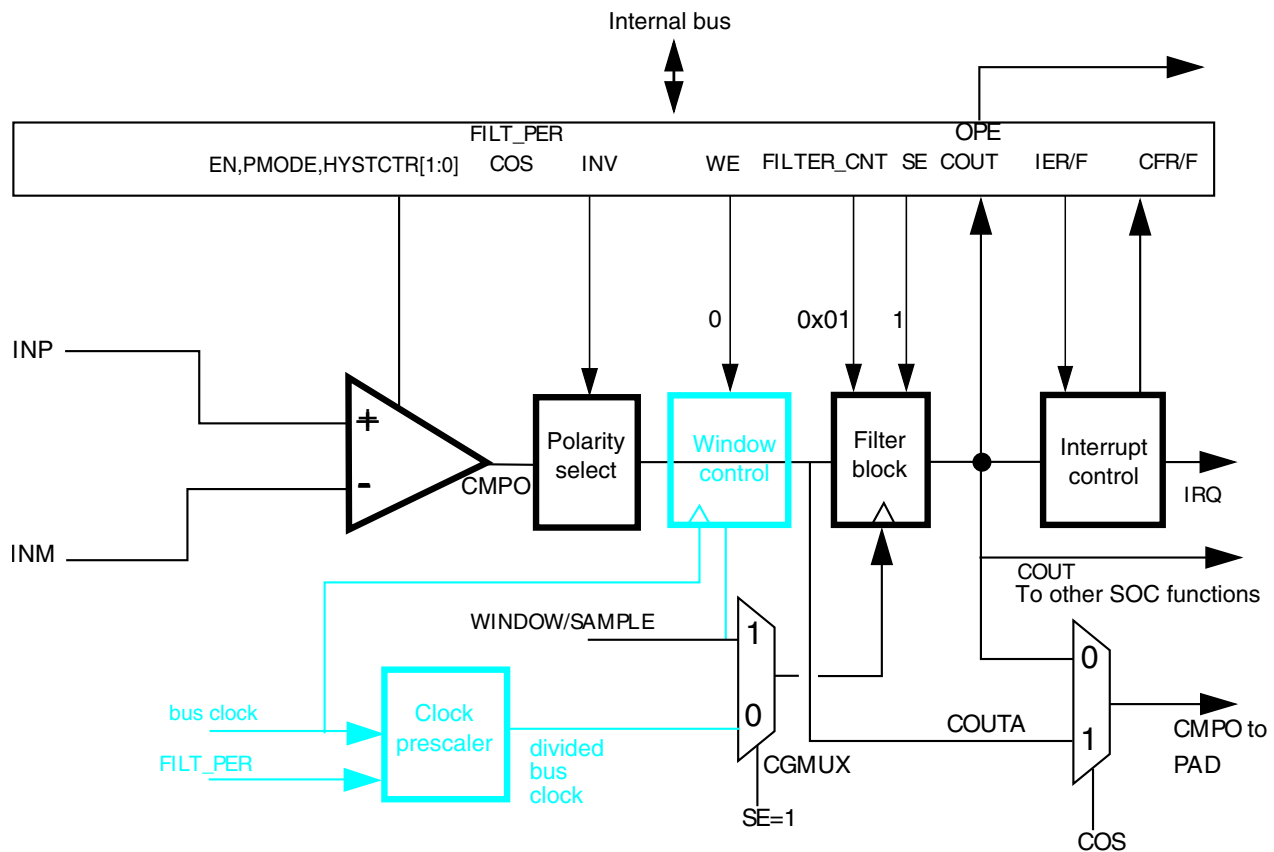 Internal bus
FILT_PER
OPE
EN,PMODE,HYSTCTR[1:0]
COS
INV
WE
FILTER_CNT
SE
COUT
IER/F
CFR/F
0
0x01
1
INP
+
-
INM
CMPO
Polarity
select
Window
control
Filter
block
Interrupt
control
IRQ
COUT
To other SOC functions
WINDOW/SAMPLE
1
0
CGMUX
SE=1
bus clock
FILT_PER
Clock
prescaler
divided
bus
clock
COUTA
0
1
CMPO to
PAD
COS